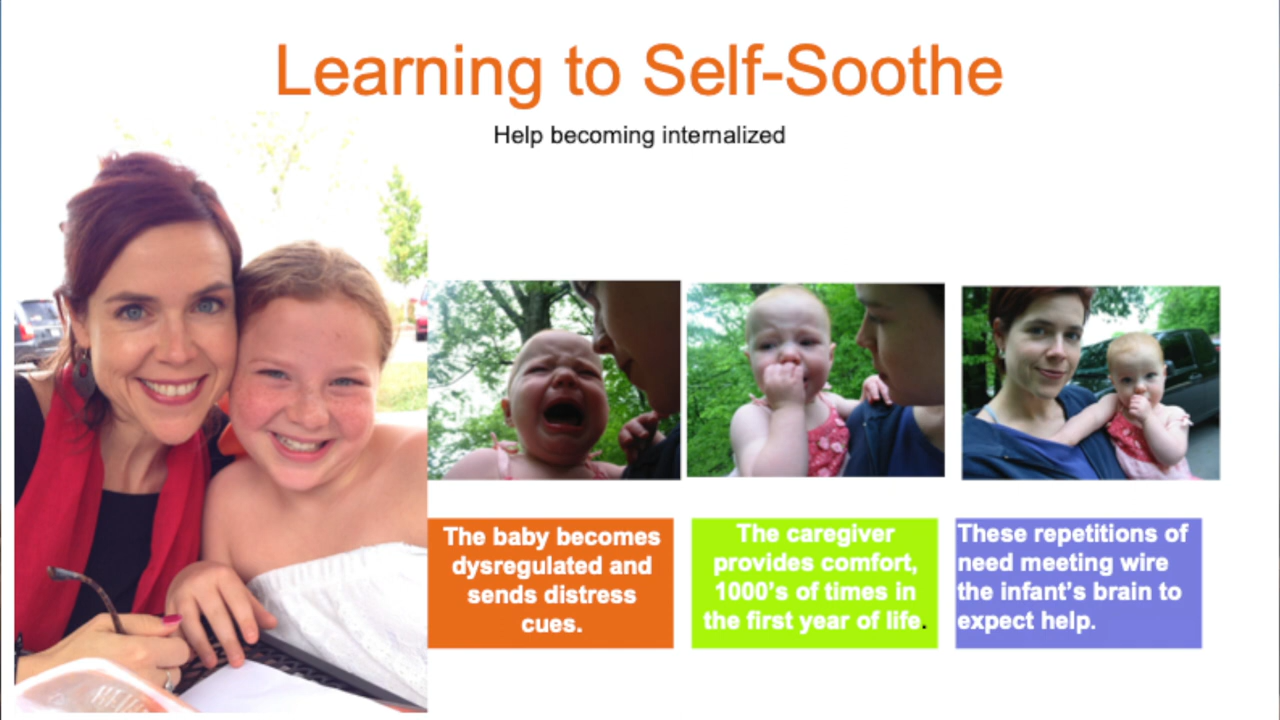 Learning to Self-Soothe
Help becoming internalized
The baby becomes
dysregulated and
sends distress
cues.
The caregiver
provides comfort,
1000's of times in
the first year of life.
These repetitions of
need meeting wire
the infant's brain to
expect help.